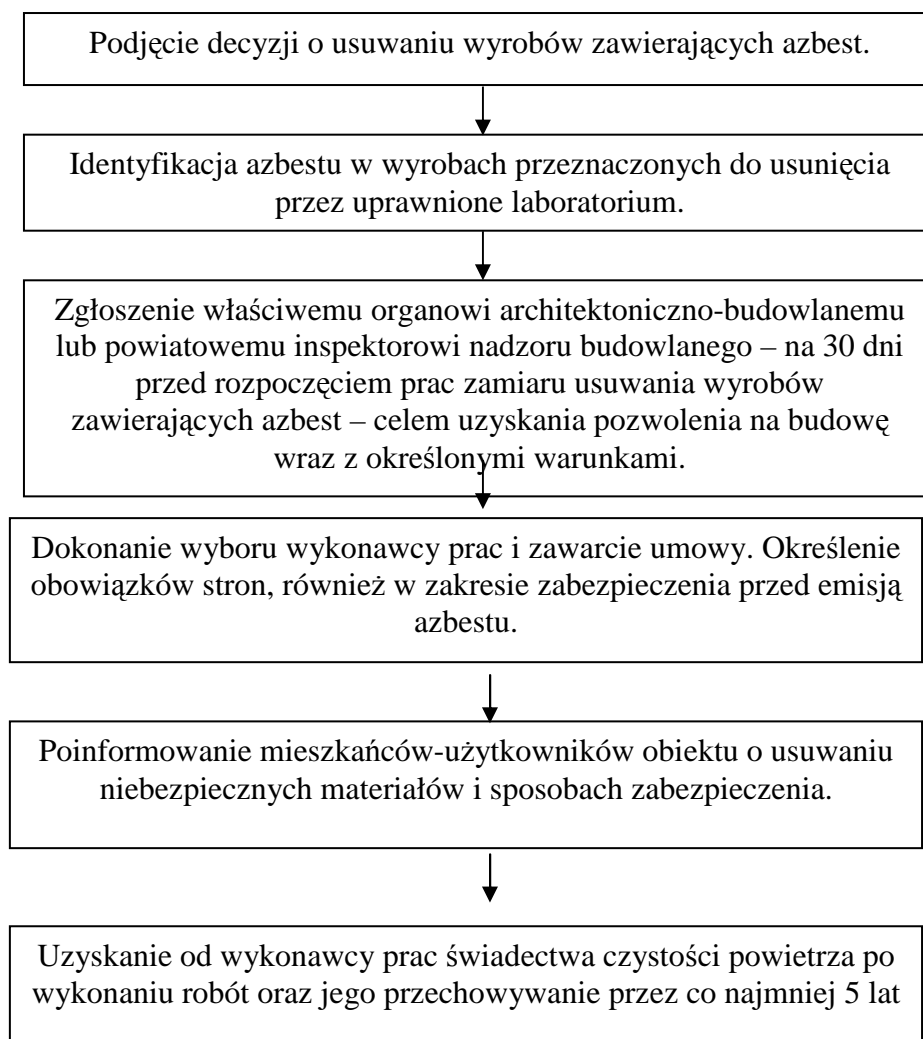 Podjęcie decyzji o usuwaniu wyrobów zawierających azbest.
Identyfikacja azbestu w wyrobach przeznaczonych do usunięcia
przez uprawnione laboratorium.
Zgłoszenie właściwemu organowi architektoniczno-budowlanemu
lub powiatowemu inspektorowi nadzoru budowlanego – na 30 dni
przed rozpoczęciem prac zamiaru usuwania wyrobów
zawierających azbest – celem uzyskania pozwolenia na budowę
wraz z określonymi warunkami.
Dokonanie wyboru wykonawcy prac i zawarcie umowy. Określenie
obowiązków stron, również w zakresie zabezpieczenia przed emisją
azbestu.
Poinformowanie mieszkańców-użytkowników obiektu o usuwaniu
niebezpiecznych materiałów i sposobach zabezpieczenia.
Uzyskanie od wykonawcy prac świadectwa czystości powietrza po
wykonaniu robót oraz jego przechowywanie przez co najmniej 5 lat